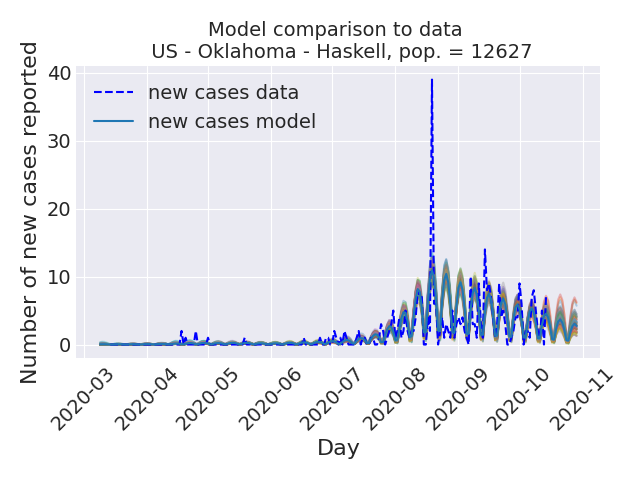 Model comparison to data
US - Oklahoma - Haskell, pop. = 12627
Number of new cases reported
40
30
20
10
0
new cases data
new cases model
2020-03
2020-04
2020-05
2020-06
2020-07
2020-08
2020-09
2020-10
2020-11
Day